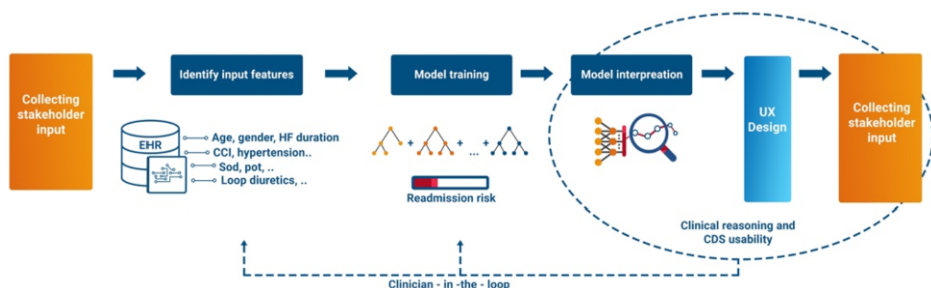 Collecting
stakeholder
input
Identify input features
EHR
Age, gender, HF duration
CCI, hypertension..
Sod, pot, ..
Loop diuretics, ..
Model training
+
+ ... +
Readmission risk
Model interpreation
UX
Design
Collecting
stakeholder
input
Clinical reasoning and
CDS usability
Clinician - in -the - loop